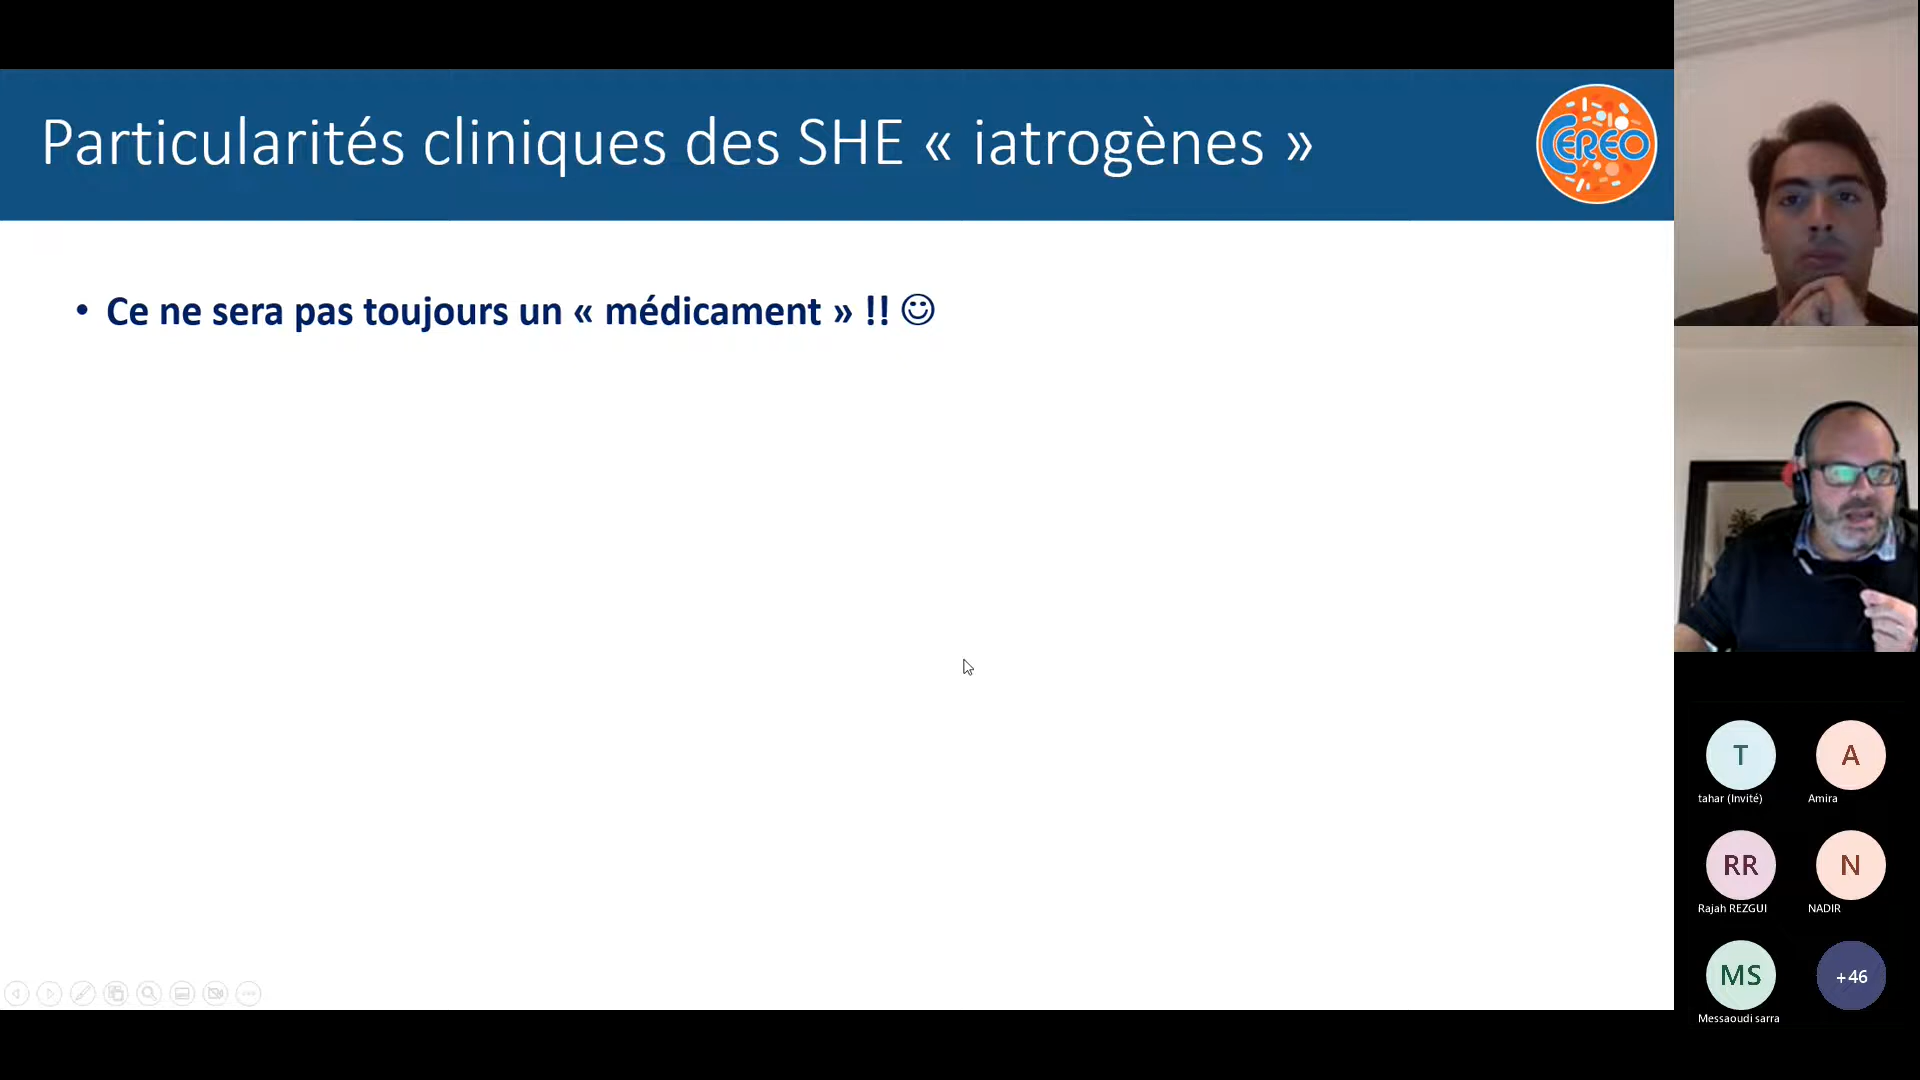 Particularités cliniques des SHE « iatrogènes »
CEREO
• Ce ne sera pas toujours un « médicament » !! ☺
T
tahar (Invité)
A
Amira
RR
Rajah REZGUI
N
NADIR
MS
Messaoudi sarra
+46